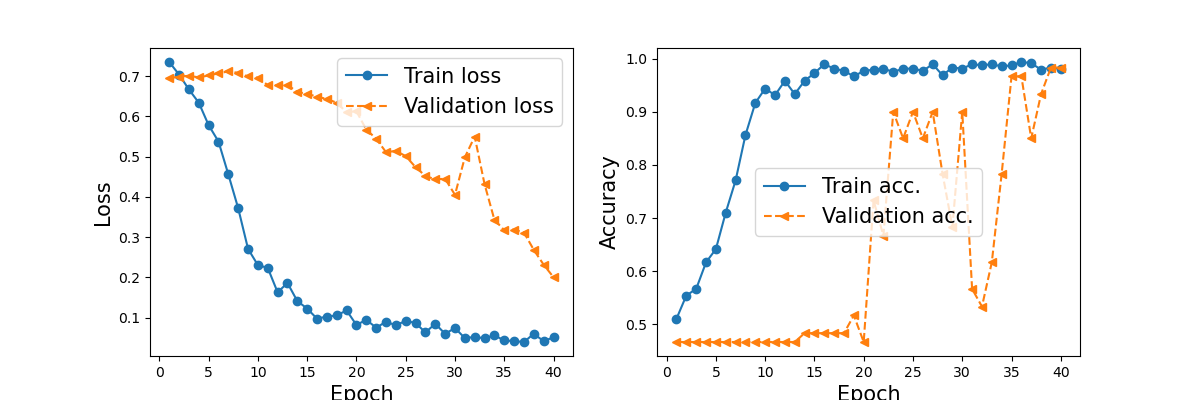 Train loss
Validation loss
Loss
0.7
0.6
0.5
0.4
0.3
0.2
0.1
0 5 10 15 20 25 30 35 40
Epoch
Train acc.
Validation acc.
Accuracy
1.0
0.9
0.8
0.7
0.6
0.5
0 5 10 15 20 25 30 35 40
Epoch